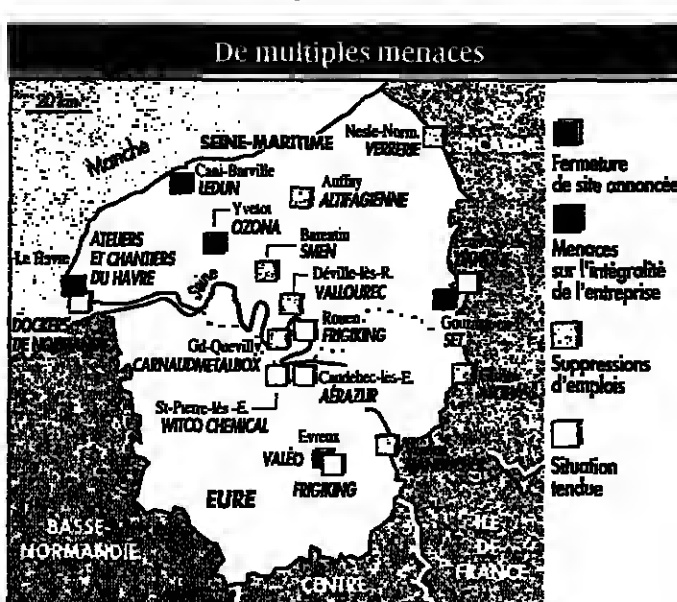 De multiples menaces
20 km
Manche
SEINE-MARITIME
Nesle-Norm.
VERRERIE
Cani-Barville
LEDUN
Auffay
ALTIFAGIENNE
Yvetot
OZONA
Barentin
SMEN
Le Havre
ATELIERS
ET CHANTIERS
DU HAVRE
Seine
Déville-lès-R.
VALLOUREC
DOCKERS
Rouen
FRIGIKING
SET
Gd-Quevilly
CARNAUDMETALBOX
Caudebec-lès-E.
AÉRAZUR
St-Pierre-lès-E.
WITCO CHEMICAL
Evreux
VALÉO
FRIGIKING
EURE
BASSE-
NORMANDIE
CENTRE
ILE
DE
FRANCE
Fermeture
de site annoncée
Menaces
sur l'intégralité
de l'entreprise
Suppressions
d'emplois
Situation
tendue